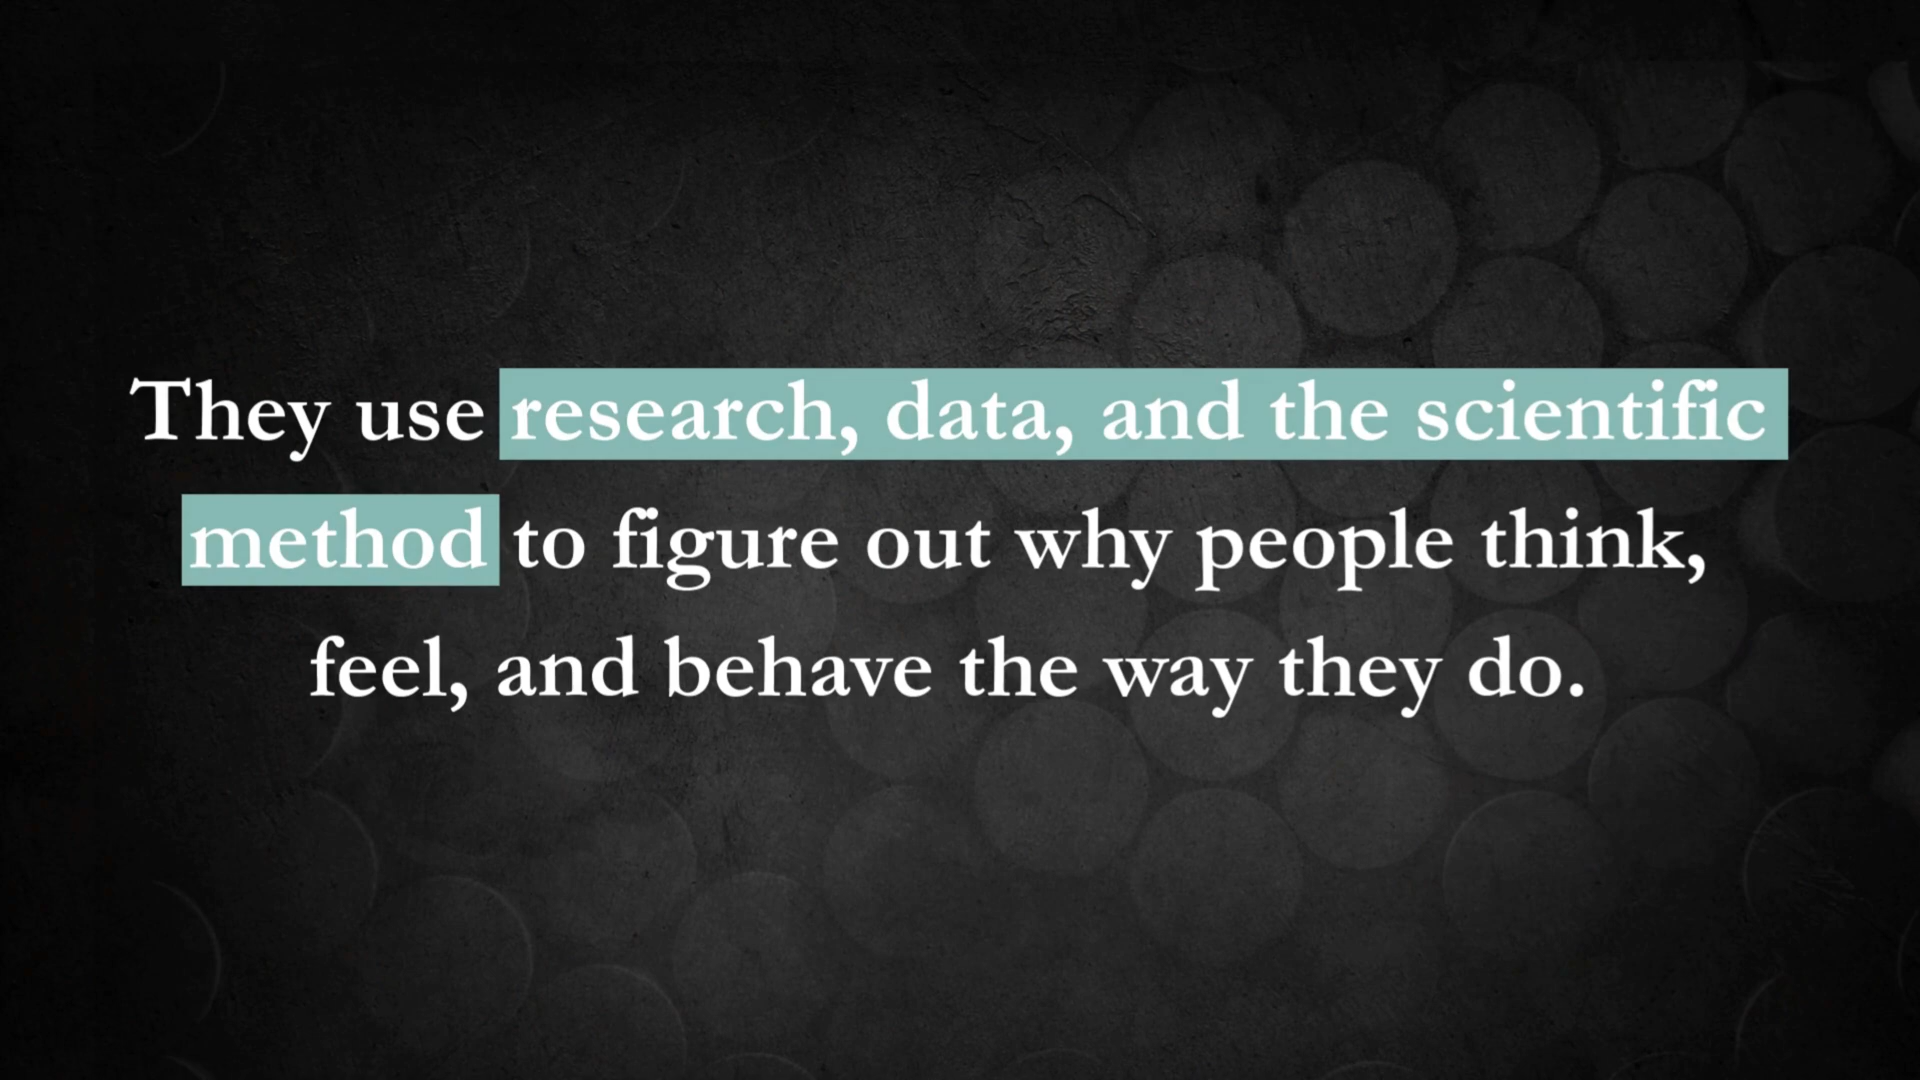 They use research, data, and the scientific
method to figure out why people think,
feel, and behave the way they do.